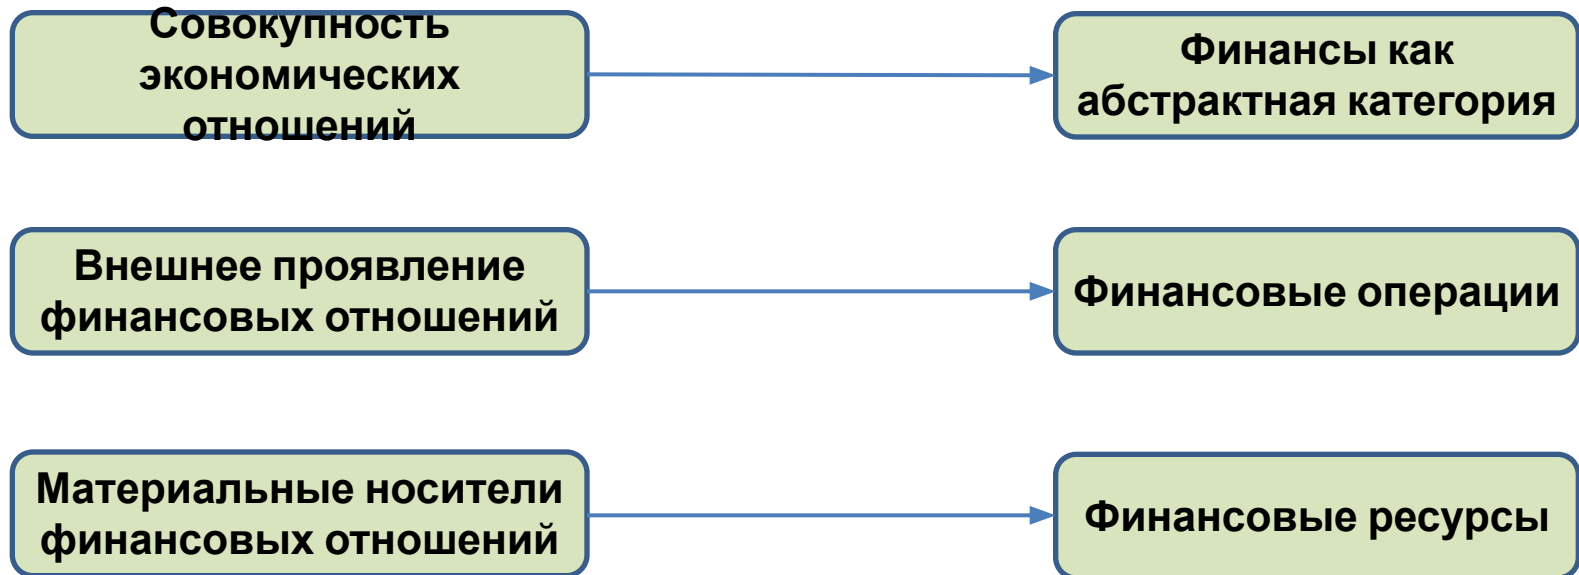 Совокупность
экономических
отношений
Финансы как
абстрактная категория
Внешнее проявление
финансовых отношений
Финансовые операции
Материальные носители
финансовых отношений
Финансовые ресурсы